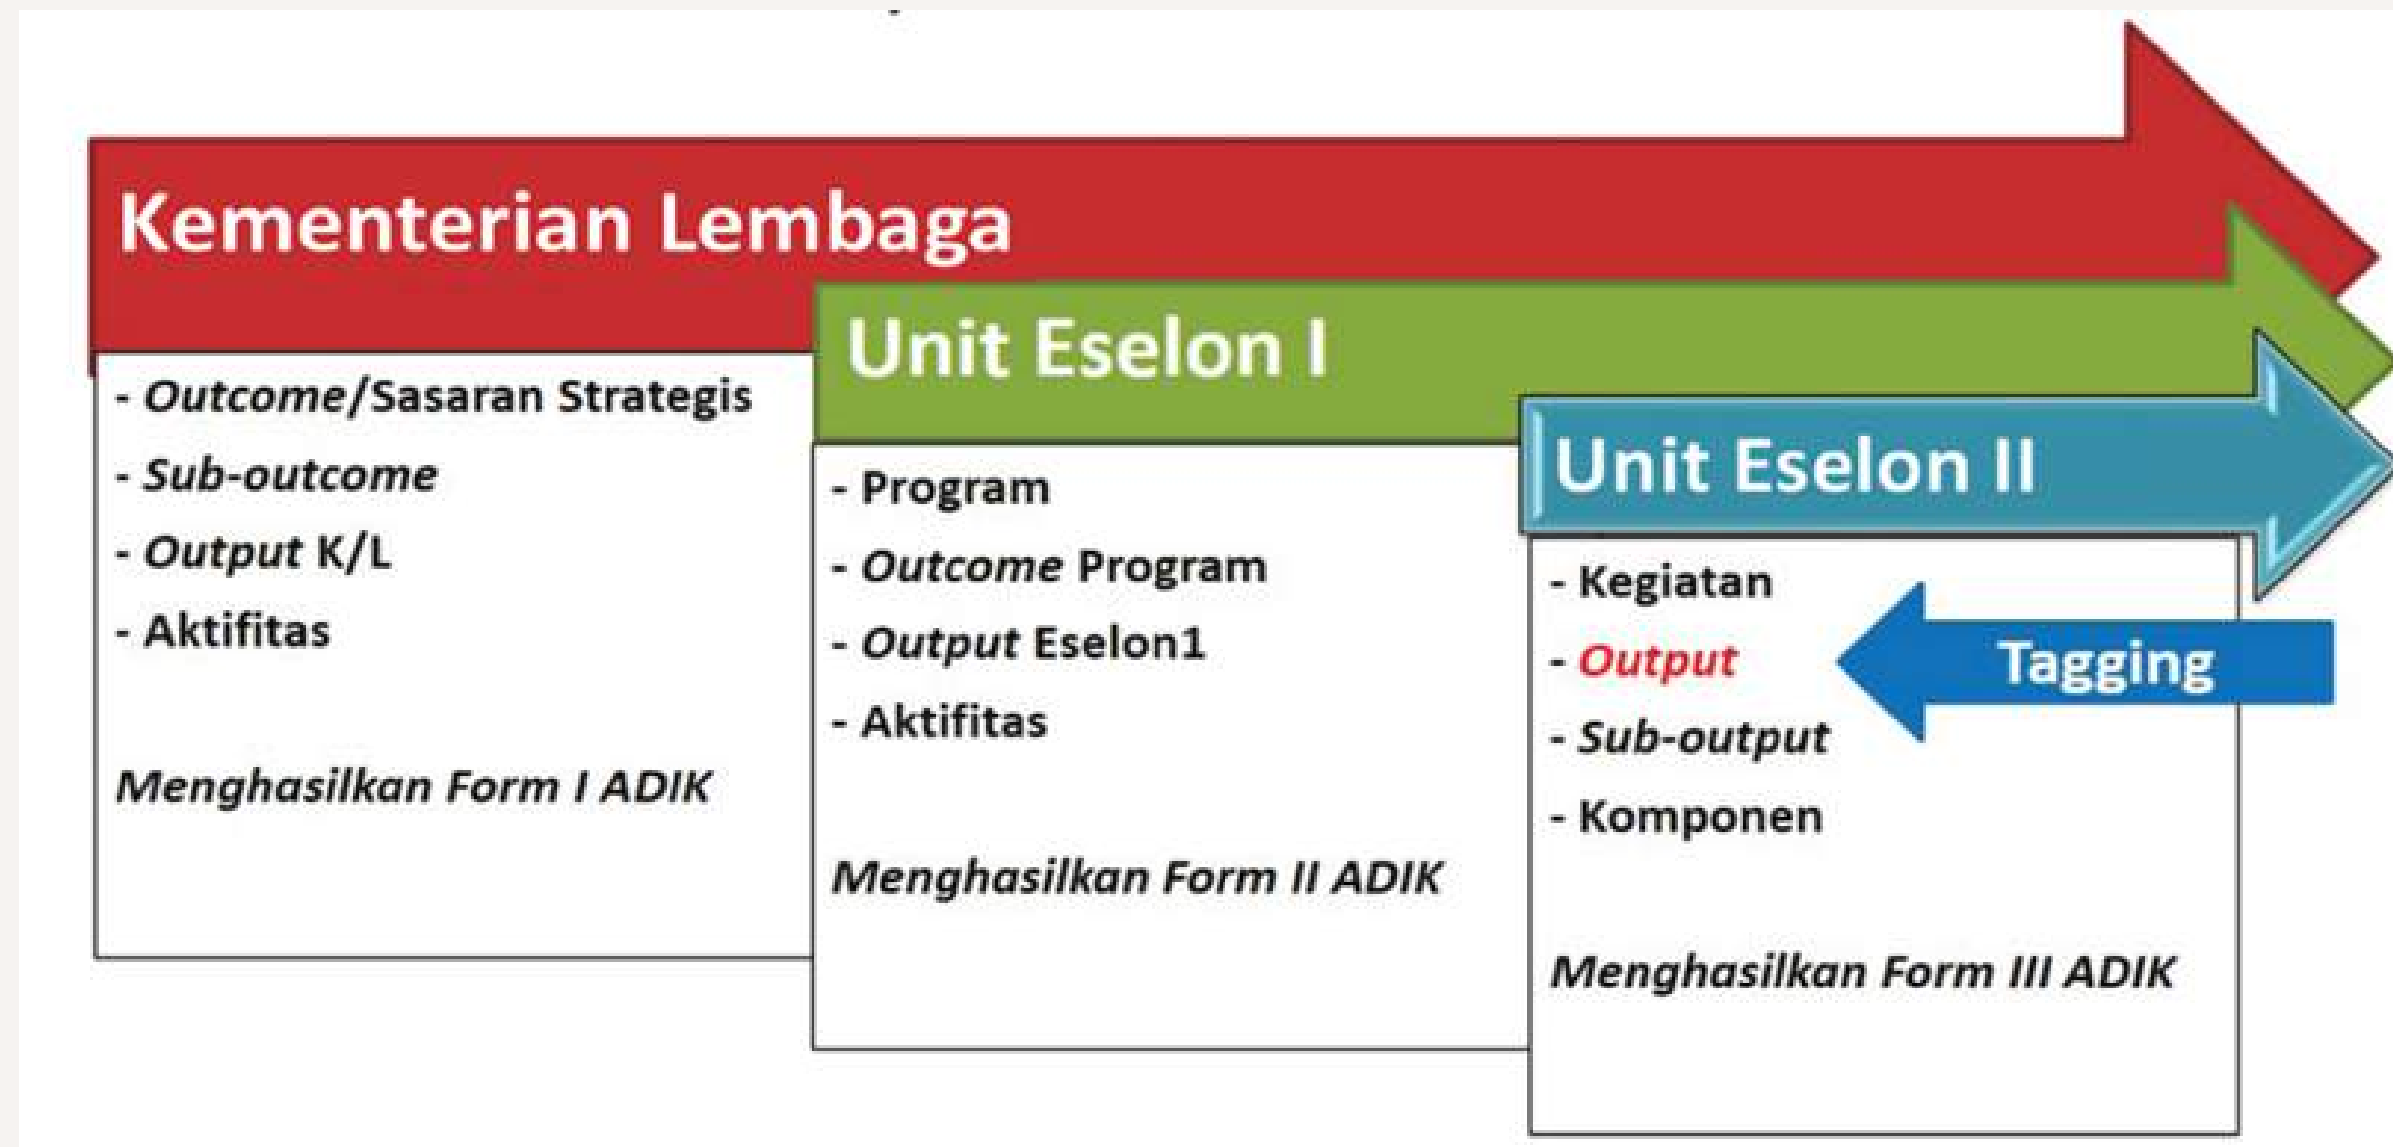 Kementerian Lembaga
- Outcome/Sasaran Strategis
- Sub-outcome
- Output K/L
- Aktifitas
Menghasilkan Form I ADIK
Unit Eselon I
- Program
- Outcome Program
- Output Eselon1
- Aktifitas
Menghasilkan Form II ADIK
Unit Eselon II
- Kegiatan
- Output
Tagging
- Sub-output
- Komponen
Menghasilkan Form III ADIK